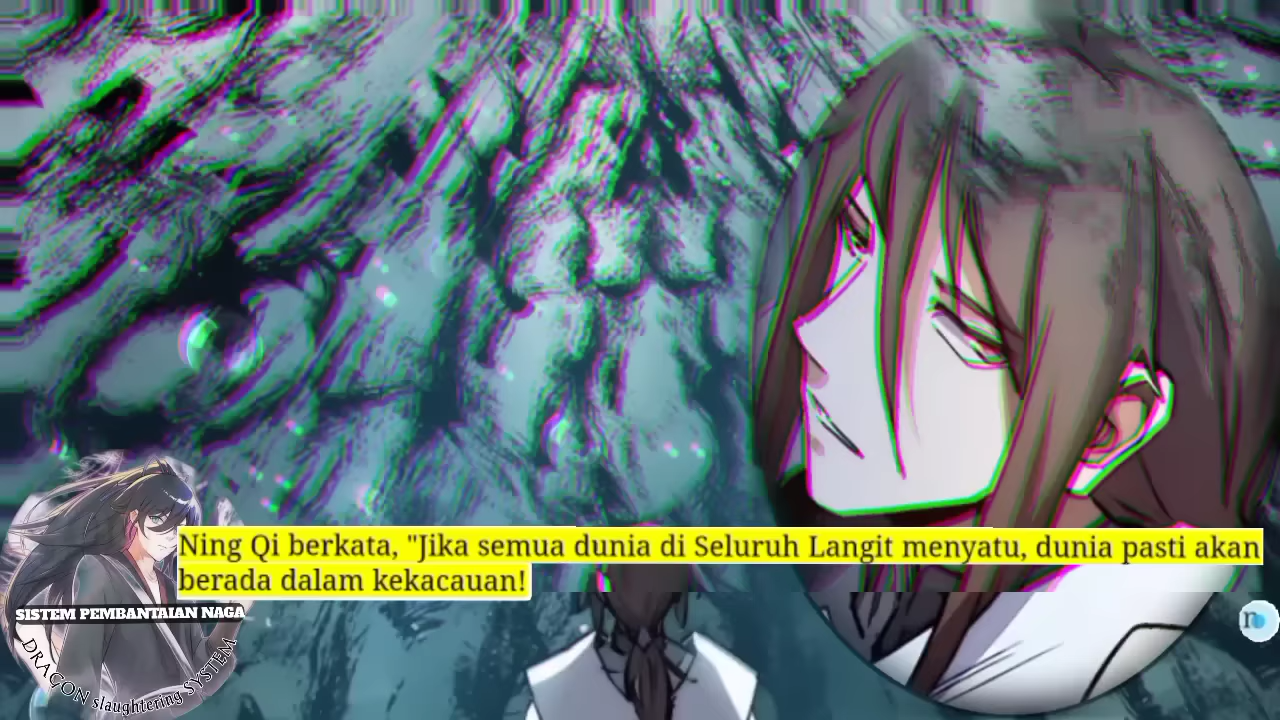 Ning Qi berkata, "Jika semua dunia di Seluruh Langit menyatu, dunia pasti akan
berada dalam kekacauan!
SISTEM PEMBANTAIAN NAGA
DRAGON slaughtering SYSTEM